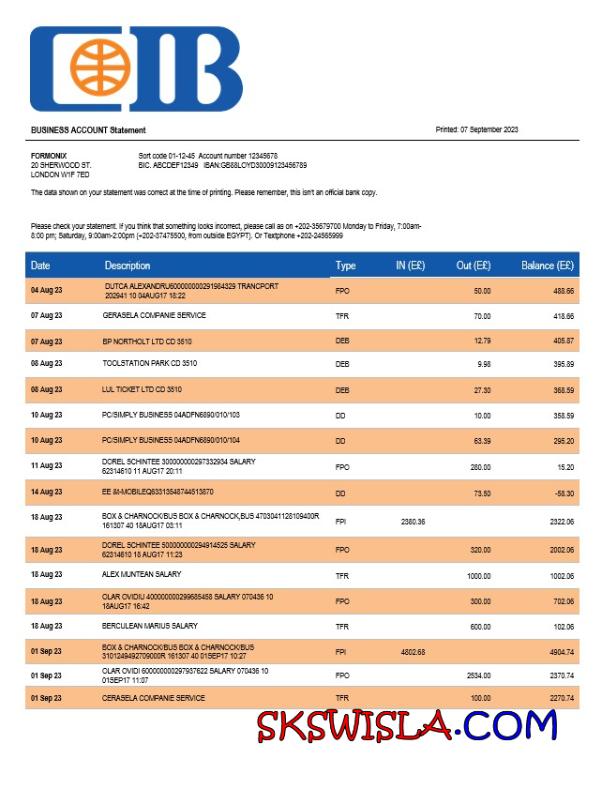 CIB
BUSINESS ACCOUNT Statement Printed: 07 September 2023
FORMONIX Sort code 01-12-45 Account number 12345678
20 SHERWOOD ST. BIC. ABCDEF12349 IBAN:GB88LOYD30009123456789
LONDON W1F 7ED
The data shown on your statement was correct at the time of printing. Please remember, this isn't an official bank copy.
Please check your statement. If you think that something looks incorrect, please call as on +202-35679700 Monday to Friday, 7:00am-
8:00 pm; Saturday, 9:00am-2:00pm (+202-37475500, from outside EGYPT). Or Textphone +202-24565999
Date Description Type IN (E£) Out (E£) Balance (E£)
04 Aug 23 DUTCA ALEXANDRU600000000291984329 TRANCPORT
202941 10 04AUG17 18:22 FPO 50.00 488.66
07 Aug 23 GERASELA COMPANIE SERVICE TFR 70.00 418.66
07 Aug 23 BP NORTHOLT LTD CD 3510 DEB 12.79 405.87
08 Aug 23 TOOLSTATION PARK CD 3510 DEB 9.98 395.89
08 Aug 23 LUL TICKET LTD CD 3510 DEB 27.30 368.59
10 Aug 23 PC/SIMPLY BUSINESS 04ADFN6890/010/103 DD 10.00 358.59
10 Aug 23 PC/SIMPLY BUSINESS 04ADFN6890/010/104 DD 63.39 295.20
11 Aug 23 DOREL SCHINTEE 300000000297332934 SALARY
62314610 11 AUG17 20:11 FPO 280.00 15.20
14 Aug 23 EE &t-MOBILEQ83313548744513870 DD 73.50 -58.30
18 Aug 23 BOX & CHARNOCK/BUS BOX & CHARNOCK,BUS 4703041128109400R
161307 40 18AUG17 03:11 FPI 2380.36 2322.06
18 Aug 23 DOREL SCHINTEE 500000000294914525 SALARY
62314610 18 AUG17 11:23 FPO 320.00 2002.06
18 Aug 23 ALEX MUNTEAN SALARY TFR 1000.00 1002.06
18 Aug 23 OLAR OVIDIU 400000000299685458 SALARY 070436 10
18AUG17 16:42 FPO 300.00 702.06
18 Aug 23 BERCULEAN MARIUS SALARY TFR 600.00 102.06
01 Sep 23 BOX & CHARNOCK/BUS BOX & CHARNOCK/BUS
3101249492709000R 161307 40 01SEP17 10:27 FPI 4802.68 4904.74
01 Sep 23 OLAR OVIDI 600000000297937622 SALARY 070436 10
01SEP17 11:07 FPO 2534.00 2370.74
01 Sep 23 CERASELA COMPANIE SERVICE TFR 100.00 2270.74
SKSWISLA.COM